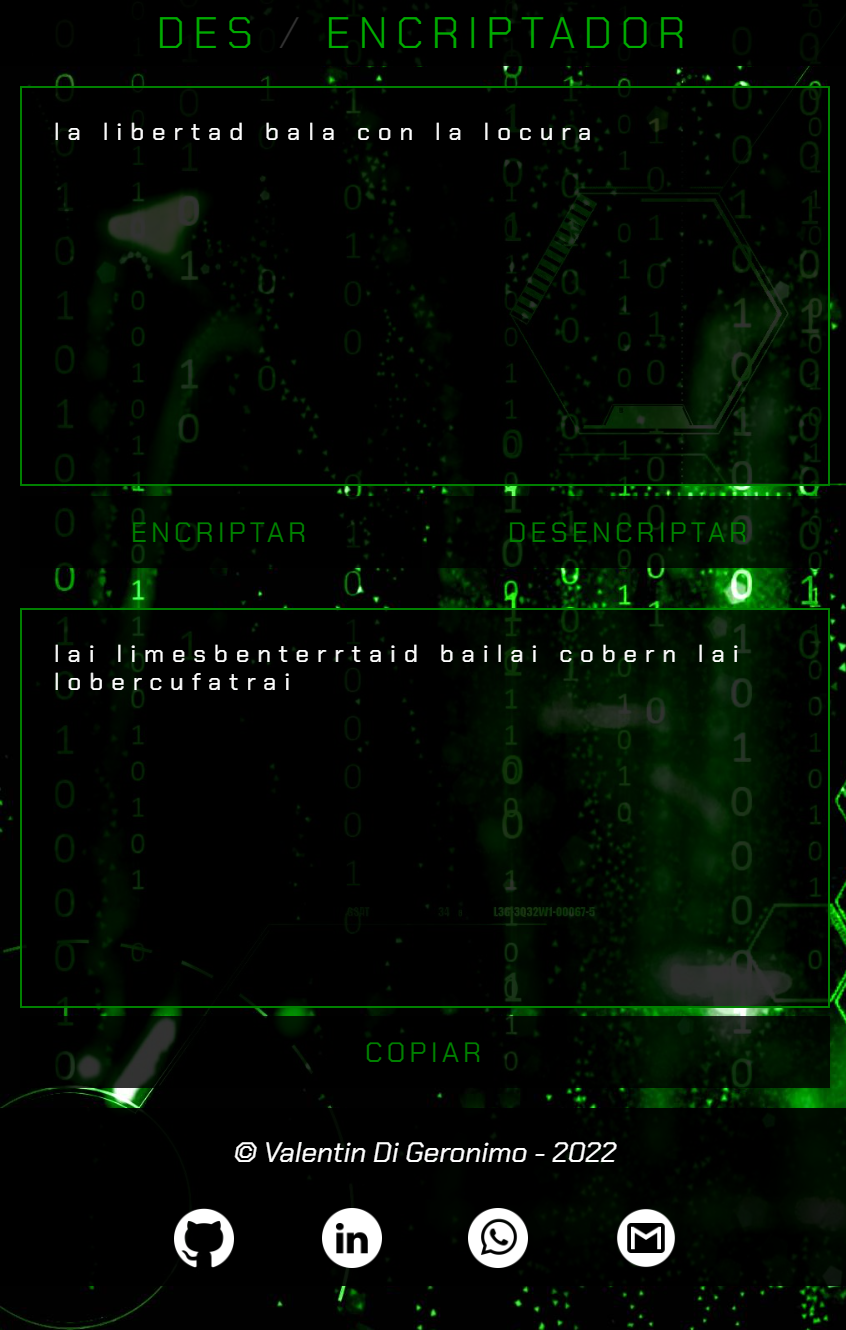 DES / ENCRIPTADOR
la libertad bala con la locura
ENCRIPTAR DESENCRIPTAR
lai limesbenterrtaid bailai cobern lai
lobercufatrai
COPIAR
© Valentin Di Geronimo - 2022
in